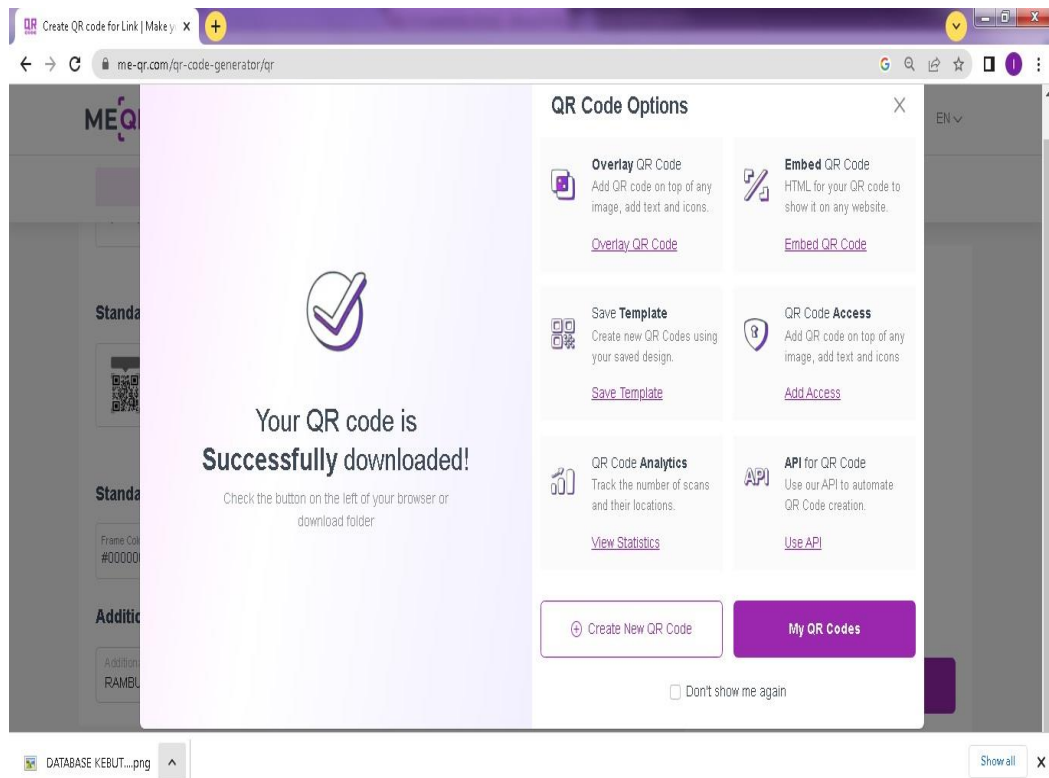 Create QR code for Link | Make y
me-qr.com/qr-code-generator/qr
EN
Standa
Standa
Frame Col
#000000
Additio
Addition
RAMBU
Your QR code is
Successfully downloaded!
Check the button on the left of your browser or
download folder
QR Code Options
X
Overlay QR Code
Add QR code on top of any
image, add text and icons.
Overlay QR Code
Embed QR Code
HTML for your QR code to
show it on any website.
Embed QR Code
Save Template
Create new QR Codes using
your saved design.
Save Template
QR Code Access
Add QR code on top of any
image, add text and icons
Add Access
QR Code Analytics
Track the number of scans
and their locations.
View Statistics
API
API for QR Code
Use our API to automate
QR Code creation.
Use API
Create New QR Code
My QR Codes
Don't show me again
DATABASE KEBUT....png
Show all